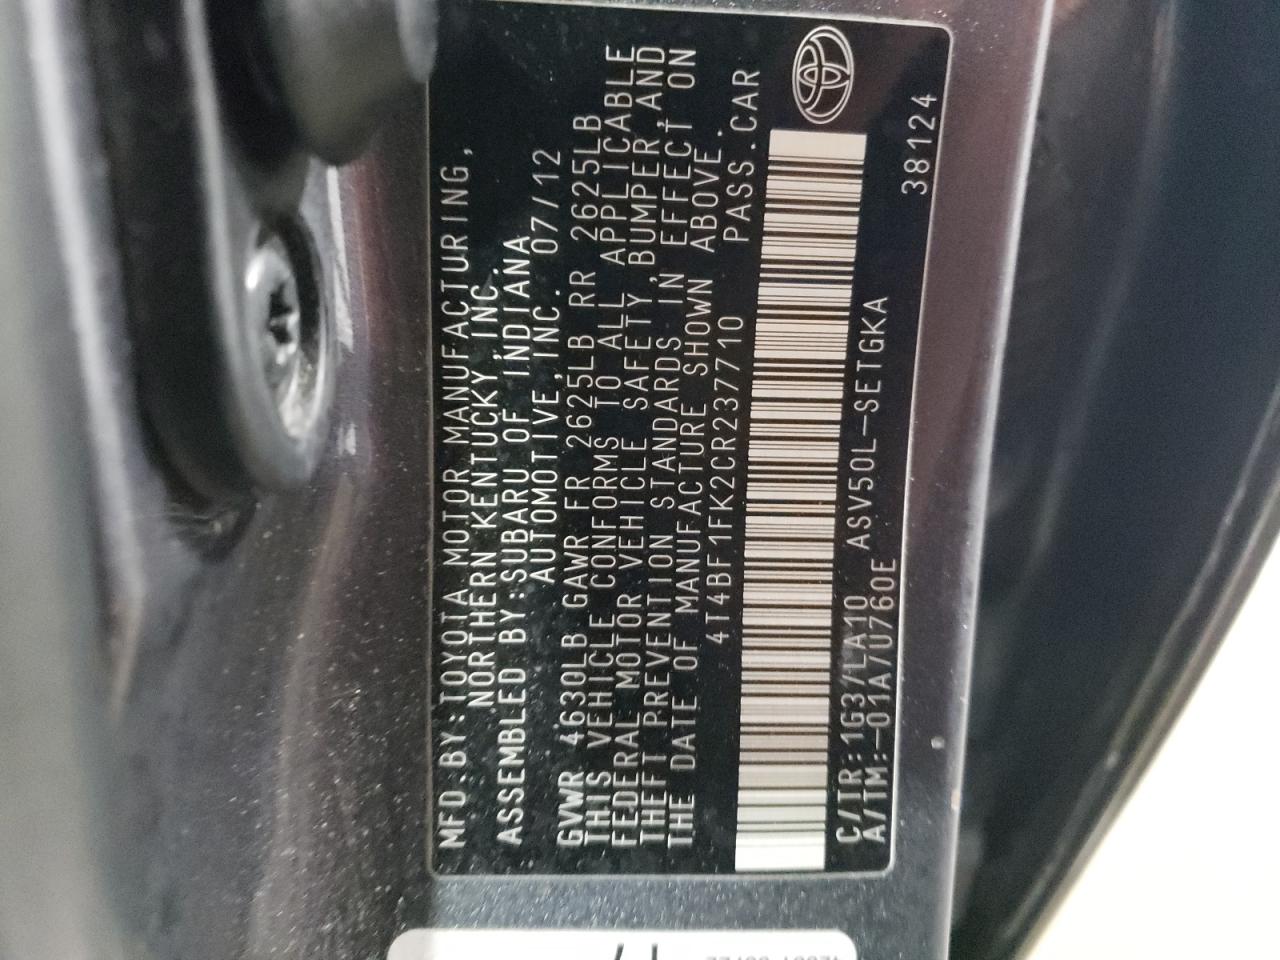 MFD.BY:TOYOTA MOTOR MANUFACTURING,
NORTHERN KENTUCKY,INC.
ASSEMBLED BY:SUBARU OF INDIANA
AUTOMOTIVE,INC. 07/12
GVWR 4630LB GAWR FR 2625LB RR 2625LB
THIS VEHICLE CONFORMS TO ALL APPLICABLE
FEDERAL MOTOR VEHICLE SAFETY,BUMPER,AND
THEFT PREVENTION STANDARDS IN EFFECT ON
THE DATE OF MANUFACTURE SHOWN ABOVE.
4T4BF1FK2CR237710 PASS.CAR
C/TR:1G3/LA10 ASV50L-SETGKA
A/TM:-01A/U760E
38124